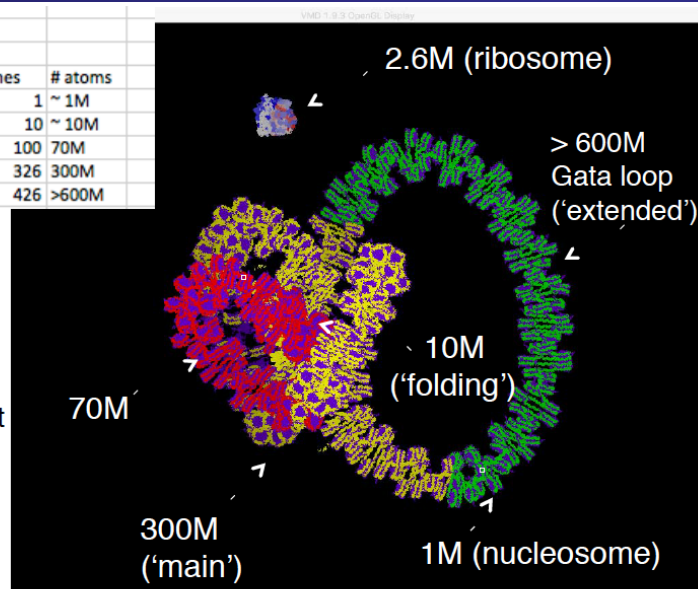 VMD 1.9.3 OpenGL Display
# atoms
1 ~ 1M
10 ~ 10M
100 70M
326 300M
426 >600M
2.6M (ribosome)
> 600M
Gata loop
('extended')
10M
('folding')
70M
300M
('main')
1M (nucleosome)